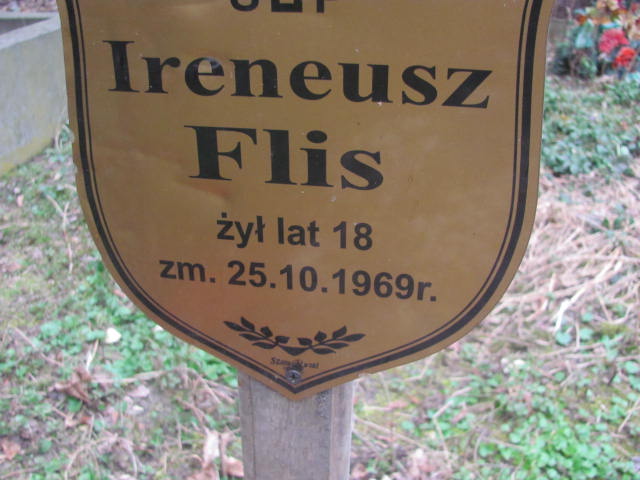 Ireneusz
Flis
żył lat 18
zm. 25.10.1969r.